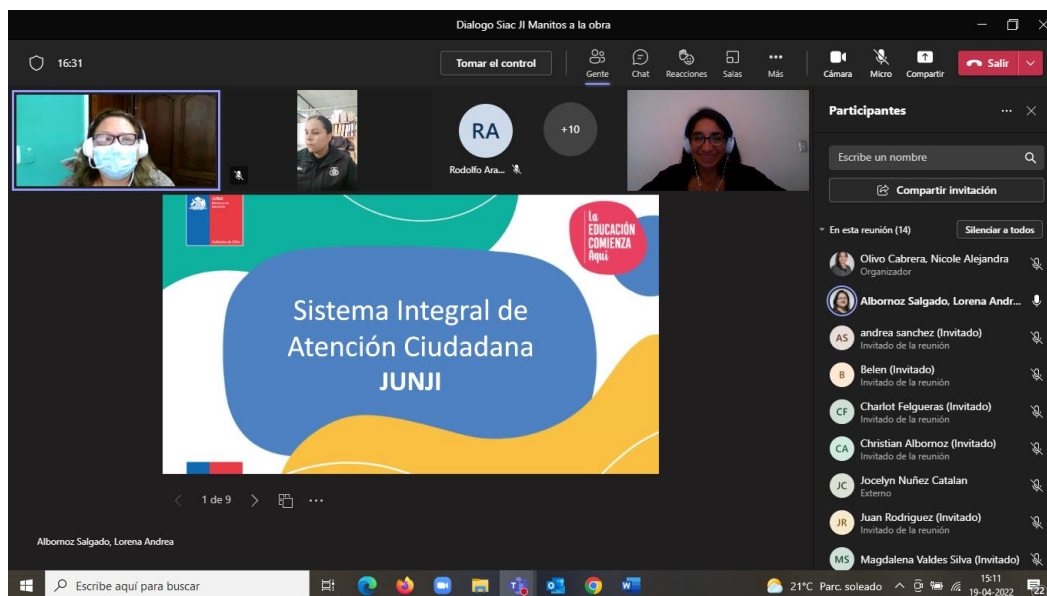 Dialogo Siac JI Manitos a la obra
16:31
Tomar el control
Gente
Chat
Reacciones
Salas
Más
Cámara
Micro
Compartir
Salir
RA
Rodolfo Ara...
+10
Participantes
Escribe un nombre
Compartir invitación
En esta reunión (14)
Silenciar a todos
Olivo Cabrera, Nicole Alejandra
Organizador
Albornoz Salgado, Lorena Andr...
AS
andrea sanchez (Invitado)
Invitado de la reunión
B
Belen (Invitado)
Invitado de la reunión
CF
Charlot Felgueras (Invitado)
Invitado de la reunión
CA
Christian Albornoz (Invitado)
Invitado de la reunión
JC
Jocelyn Nuñez Catalan
Externo
JR
Juan Rodriguez (Invitado)
Invitado de la reunión
MS
Magdalena Valdes Silva (Invitado)
JUNJI
La
EDUCACIÓN
COMIENZA
Aquí
Sistema Integral de
Atención Ciudadana
JUNJI
1 de 9
Albornoz Salgado, Lorena Andrea
Escribe aquí para buscar
21°C Parc. soleado
15:11
19-04-2022
22